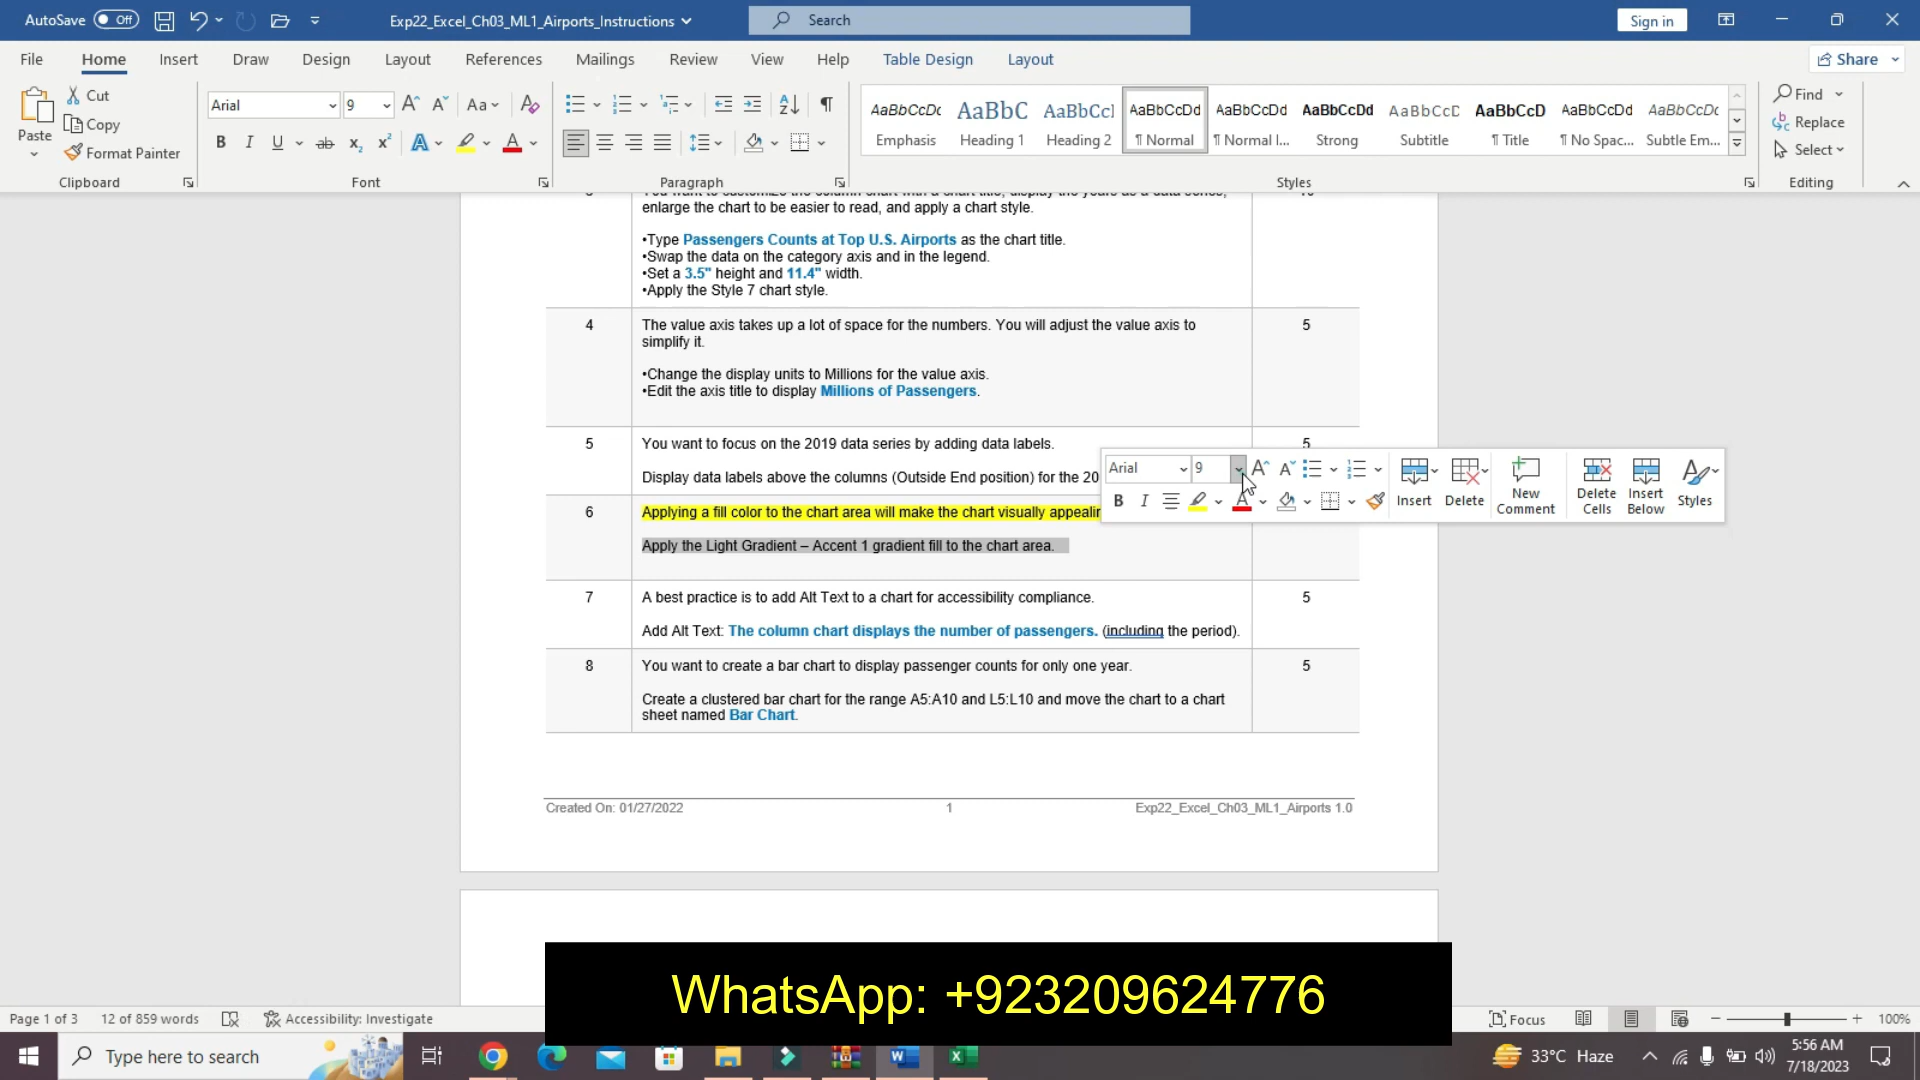 AutoSave Off
Exp22_Excel_Ch03_ML1_Airports_Instructions
Search
Sign in
File Home Insert Draw Design Layout References Mailings Review View Help Table Design Layout
Share
Paste
Cut
Copy
Format Painter
Clipboard
Arial 9
Aa
B I U ab x₂ x² A A
Font
Paragraph
AaBbCcDc Emphasis
AaBbC Heading 1
AaBbCcI Heading 2
AaBbCcDd ¶ Normal
AaBbCcDd ¶ Normal I...
AaBbCcDd Strong
AaBbCcC Subtitle
AaBbCcD ¶ Title
AaBbCcDd ¶ No Spac...
AaBbCcDc Subtle Em...
Styles
Find
Replace
Select
Editing
enlarge the chart to be easier to read, and apply a chart style.
•Type Passengers Counts at Top U.S. Airports as the chart title.
•Swap the data on the category axis and in the legend.
•Set a 3.5" height and 11.4" width.
•Apply the Style 7 chart style.
4 The value axis takes up a lot of space for the numbers. You will adjust the value axis to 5
simplify it.
•Change the display units to Millions for the value axis.
•Edit the axis title to display Millions of Passengers.
5 You want to focus on the 2019 data series by adding data labels. 5
Display data labels above the columns (Outside End position) for the 20
6 Applying a fill color to the chart area will make the chart visually appealin
Apply the Light Gradient – Accent 1 gradient fill to the chart area.
Arial 9
B I A
Insert
Delete
New Comment
Delete Cells
Insert Below
Styles
7 A best practice is to add Alt Text to a chart for accessibility compliance. 5
Add Alt Text: The column chart displays the number of passengers. (including the period).
8 You want to create a bar chart to display passenger counts for only one year. 5
Create a clustered bar chart for the range A5:A10 and L5:L10 and move the chart to a chart
sheet named Bar Chart.
Created On: 01/27/2022 1 Exp22_Excel_Ch03_ML1_Airports 1.0
WhatsApp: +923209624776
Page 1 of 3 12 of 859 words Accessibility: Investigate
Focus
100%
Type here to search
33°C Haze
5:56 AM
7/18/2023